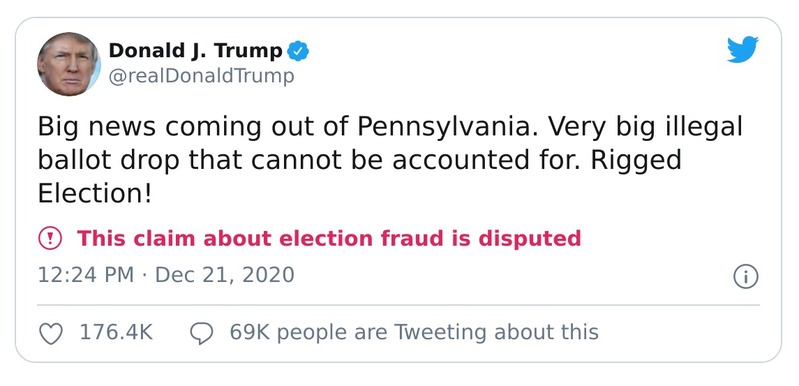 Donald J. Trump
@realDonaldTrump
Big news coming out of Pennsylvania. Very big illegal
ballot drop that cannot be accounted for. Rigged
Election!
This claim about election fraud is disputed
12:24 PM · Dec 21, 2020
176.4K 69K people are Tweeting about this